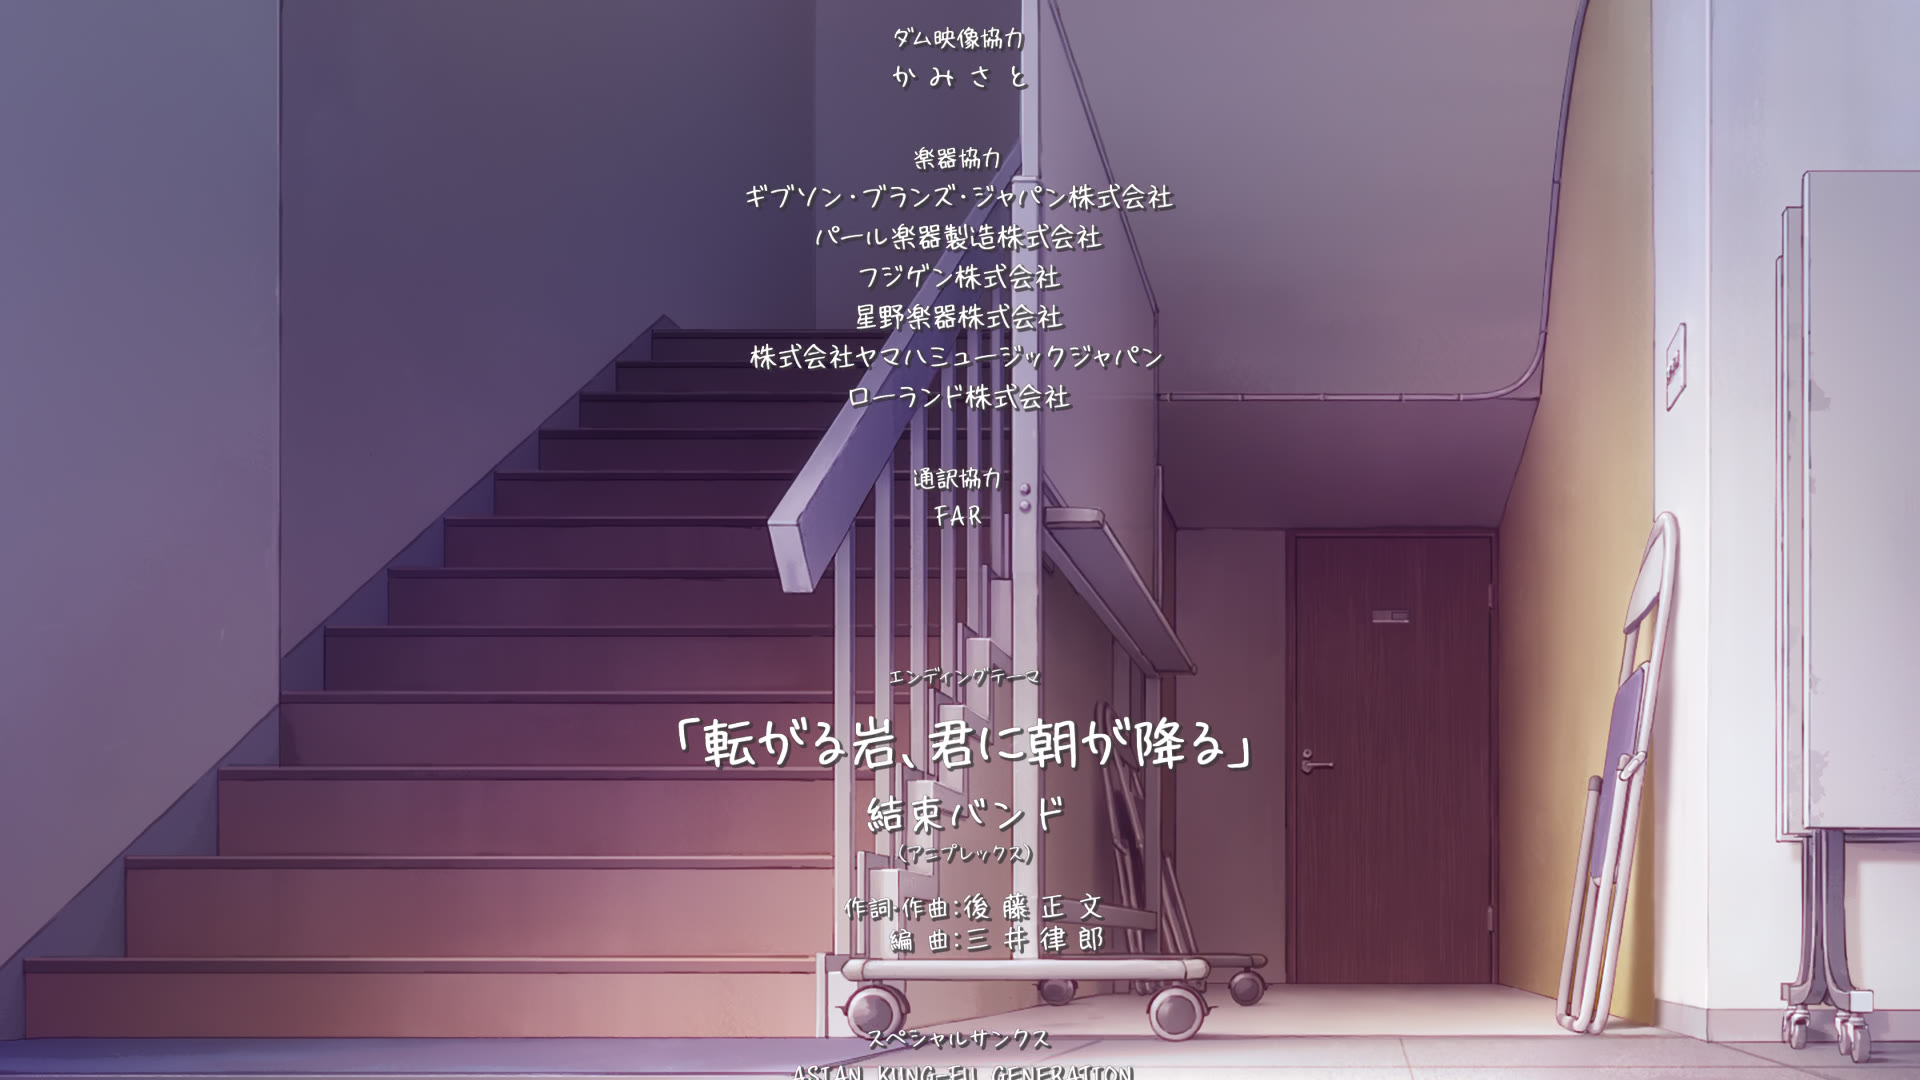 ダム映像協力
かみさと
楽器協力
ギブソン・ブランズ・ジャパン株式会社
パール楽器製造株式会社
フジゲン株式会社
星野楽器株式会社
株式会社ヤマハミュージックジャパン
ローランド株式会社
通訳協力
FAR
エンディングテーマ
「転がる岩、君に朝が降る」
結束バンド
(アニプレックス)
作詞・作曲:後藤正文
編曲:三井律郎
スペシャルサンクス
ASIAN KUNG-FU GENERATION